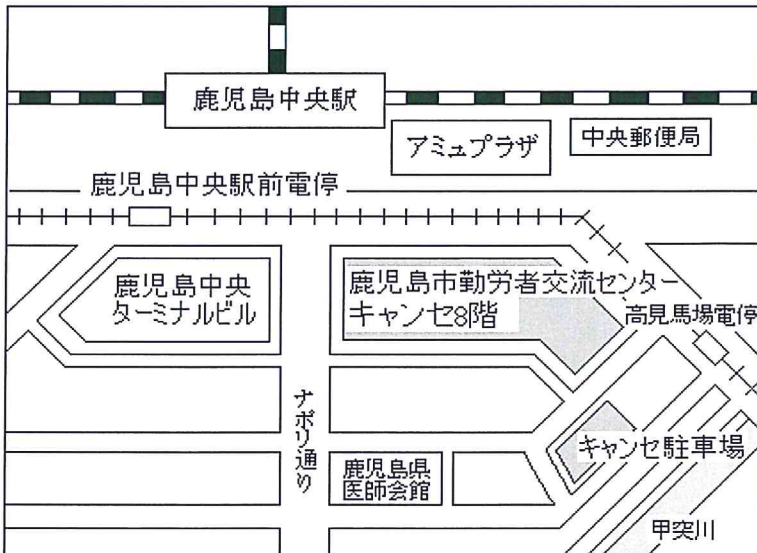 鹿児島中央駅
アミュプラザ
中央郵便局
鹿児島中央駅前電停
鹿児島中央
ターミナルビル
鹿児島市勤労者交流センター
キャンセ8階
高見馬場電停
ナポリ通り
鹿児島県
医師会館
キャンセ駐車場
甲突川